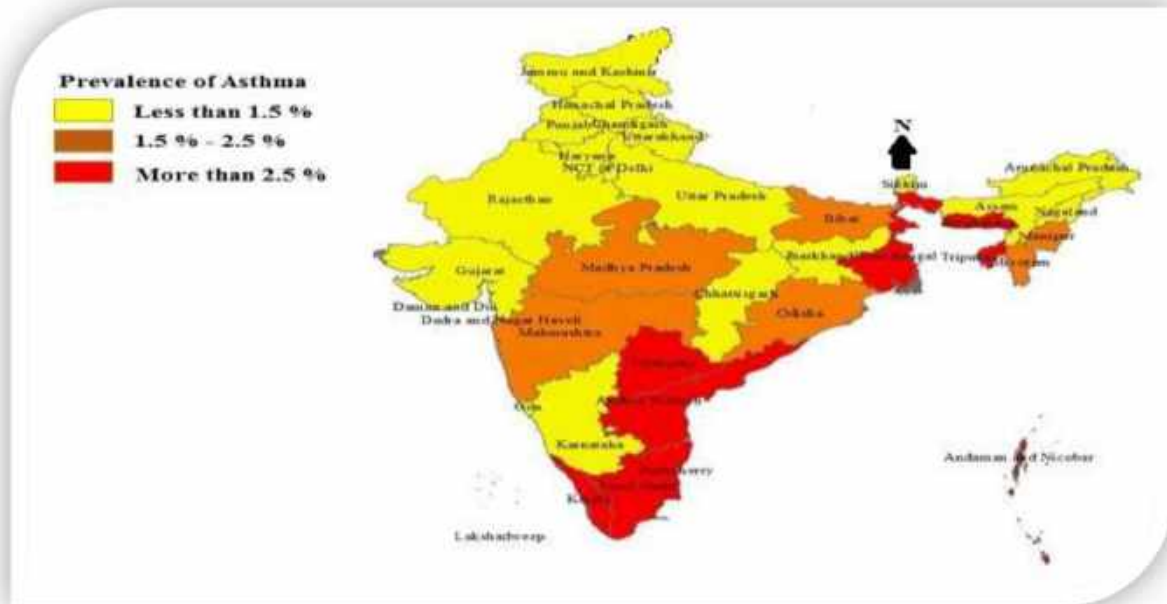 Prevalence of Asthma
Less than 1.5 %
1.5 % - 2.5 %
More than 2.5 %
N
Jammu and Kashmir
Himachal Pradesh
Punjab Chandigarh
Uttarakhand
Haryana
NCT of Delhi
Arunachal Pradesh
Sikkim
Rajasthan
Uttar Pradesh
Assam
Nagaland
Bihar
Manipur
Gujarat
Madhya Pradesh
Jharkhand
Tripura
Mizoram
Chhattisgarh
Daman and Diu
Dadra and Nagar Haveli
Maharashtra
Odisha
Goa
Karnataka
Andaman and Nicobar
Lakshadweep